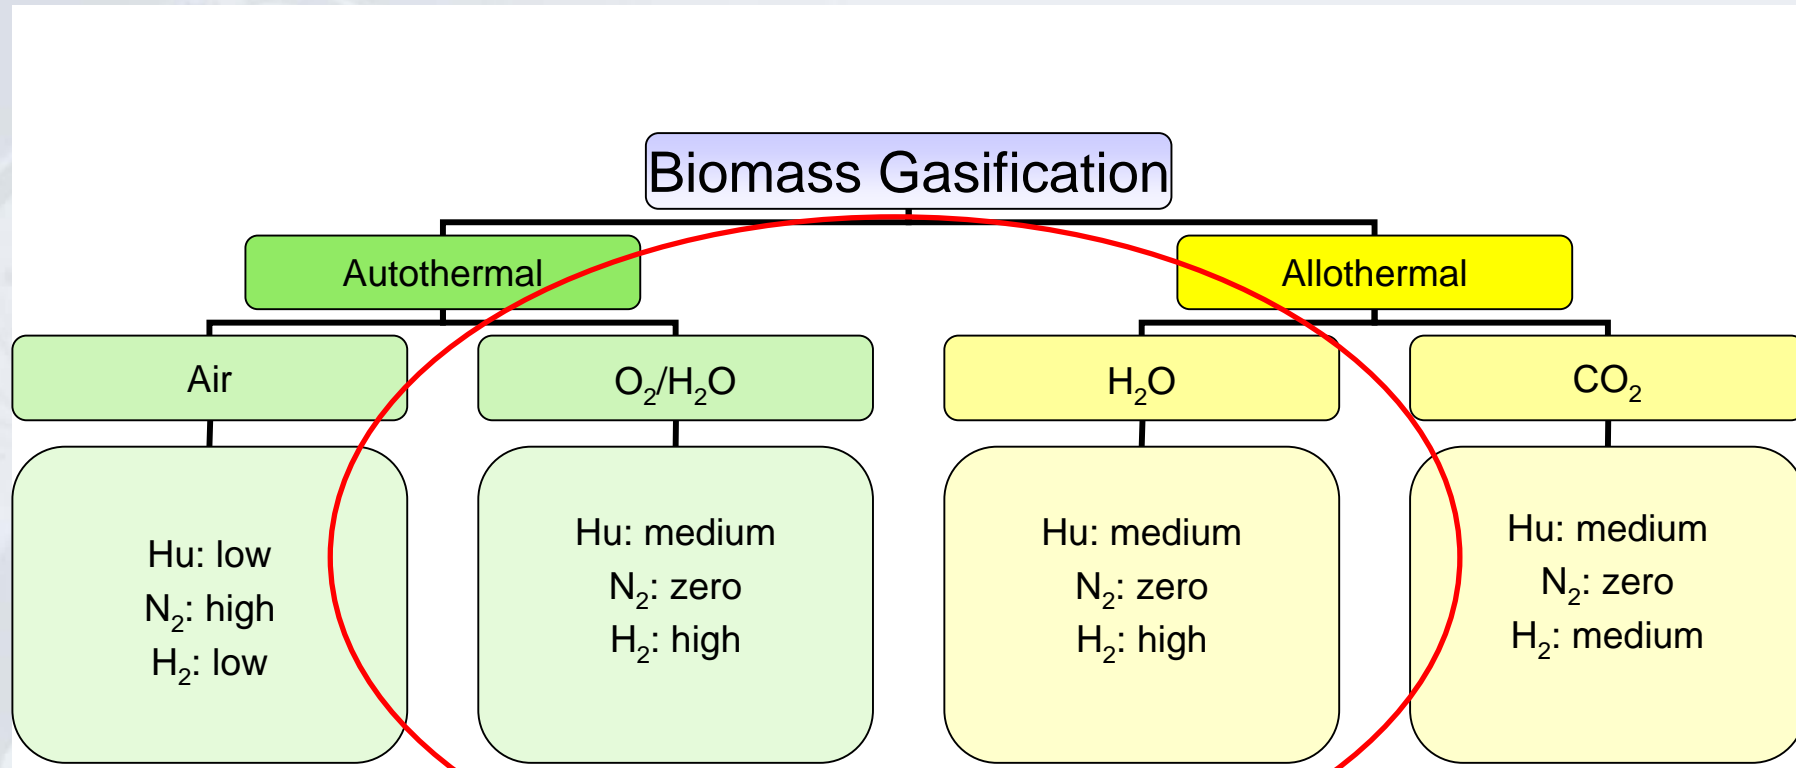 Biomass Gasification
Autothermal
Allothermal
Air
O₂/H₂O
H₂O
CO₂
Hu: low
N₂: high
H₂: low
Hu: medium
N₂: zero
H₂: high
Hu: medium
N₂: zero
H₂: high
Hu: medium
N₂: zero
H₂: medium